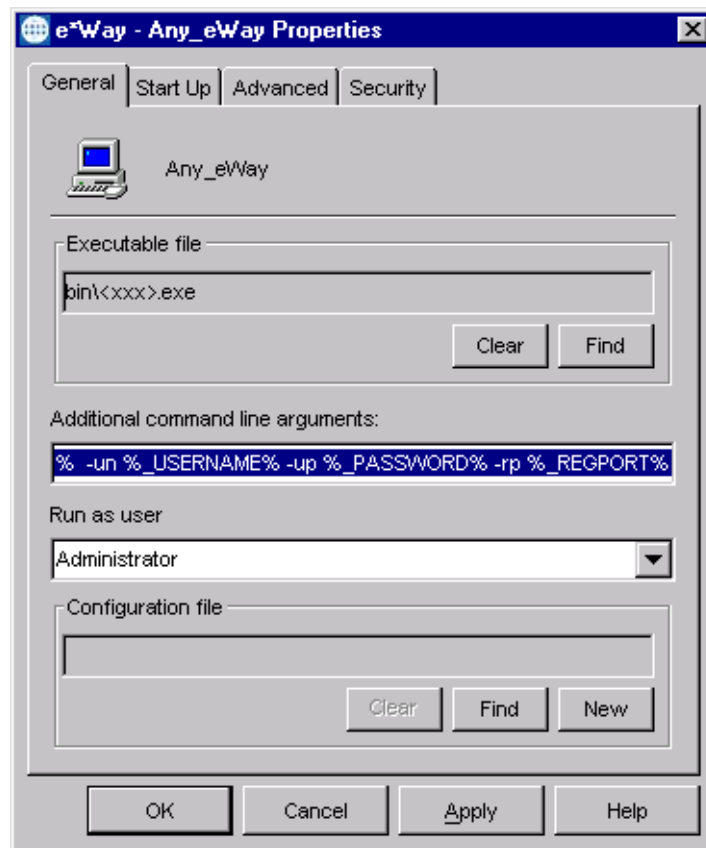 e*Way - Any_eWay Properties
General Start Up Advanced Security
Any_eWay
Executable file
bin\<xxx>.exe
Clear Find
Additional command line arguments:
% -un %_USERNAME% -up %_PASSWORD% -rp %_REGPORT%
Run as user
Administrator
Configuration file
Clear Find New
OK Cancel Apply Help